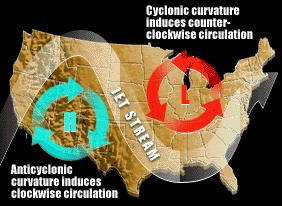 Cyclonic curvature
induces counter-
clockwise circulation
L
JET STREAM
H
Anticyclonic
curvature induces
clockwise circulation